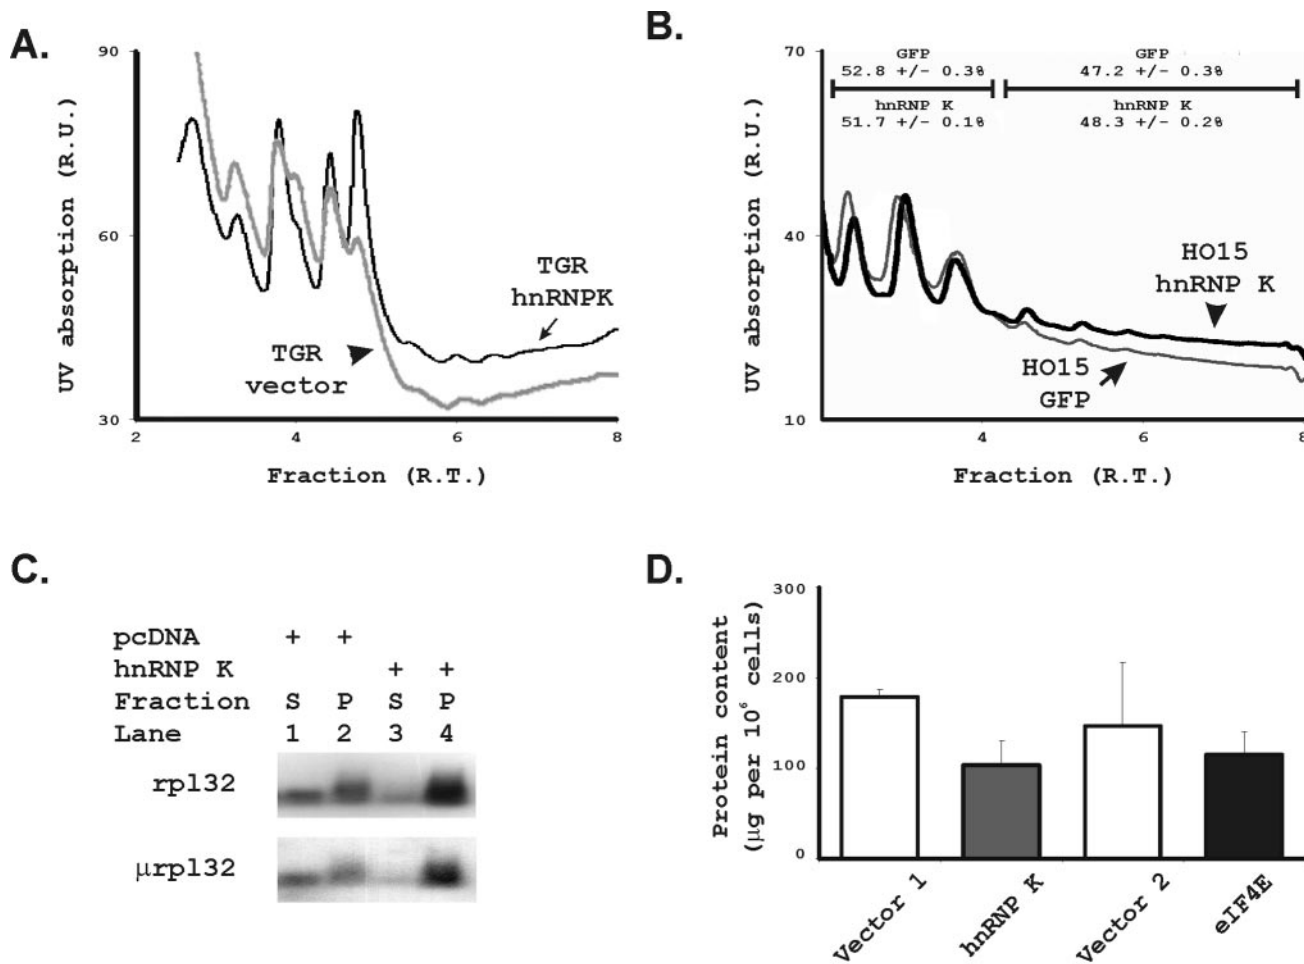 A.
90
60
30
UV absorption (R.U.)
2 4 6 8
Fraction (R.T.)
TGR
hnRNPK
TGR
vector
B.
70
40
10
UV absorption (R.U.)
4 6 8
Fraction (R.T.)
GFP
52.8 +/- 0.3%
hnRNP K
51.7 +/- 0.1%
GFP
47.2 +/- 0.3%
hnRNP K
48.3 +/- 0.2%
HO15
hnRNP K
HO15
GFP
C.
pcDNA + +
hnRNP K + +
Fraction S P S P
Lane 1 2 3 4
rpl32
μrpl32
D.
300
200
100
0
Protein content
(μg per 10⁶ cells)
Vector 1
hnRNP K
Vector 2
eIF4E